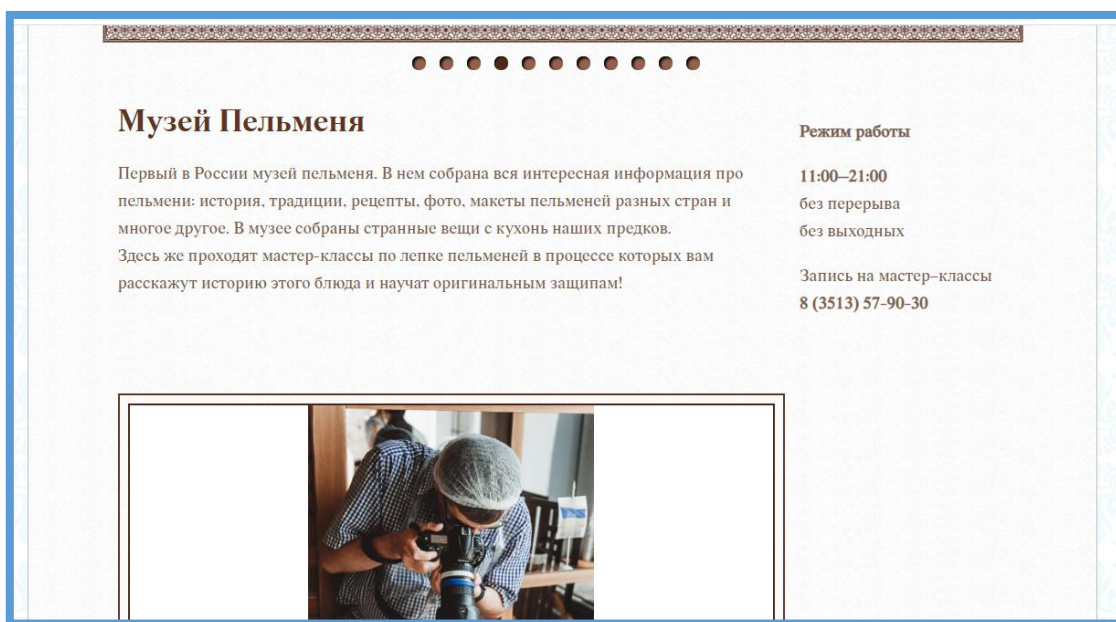 Музей Пельменя
Первый в России музей пельменя. В нем собрана вся интересная информация про
пельмени: история, традиции, рецепты, фото, макеты пельменей разных стран и
многое другое. В музее собраны странные вещи с кухонь наших предков.
Здесь же проходят мастер-классы по лепке пельменей в процессе которых вам
расскажут историю этого блюда и научат оригинальным защипам!
Режим работы
11:00–21:00
без перерыва
без выходных
Запись на мастер–классы
8 (3513) 57-90-30